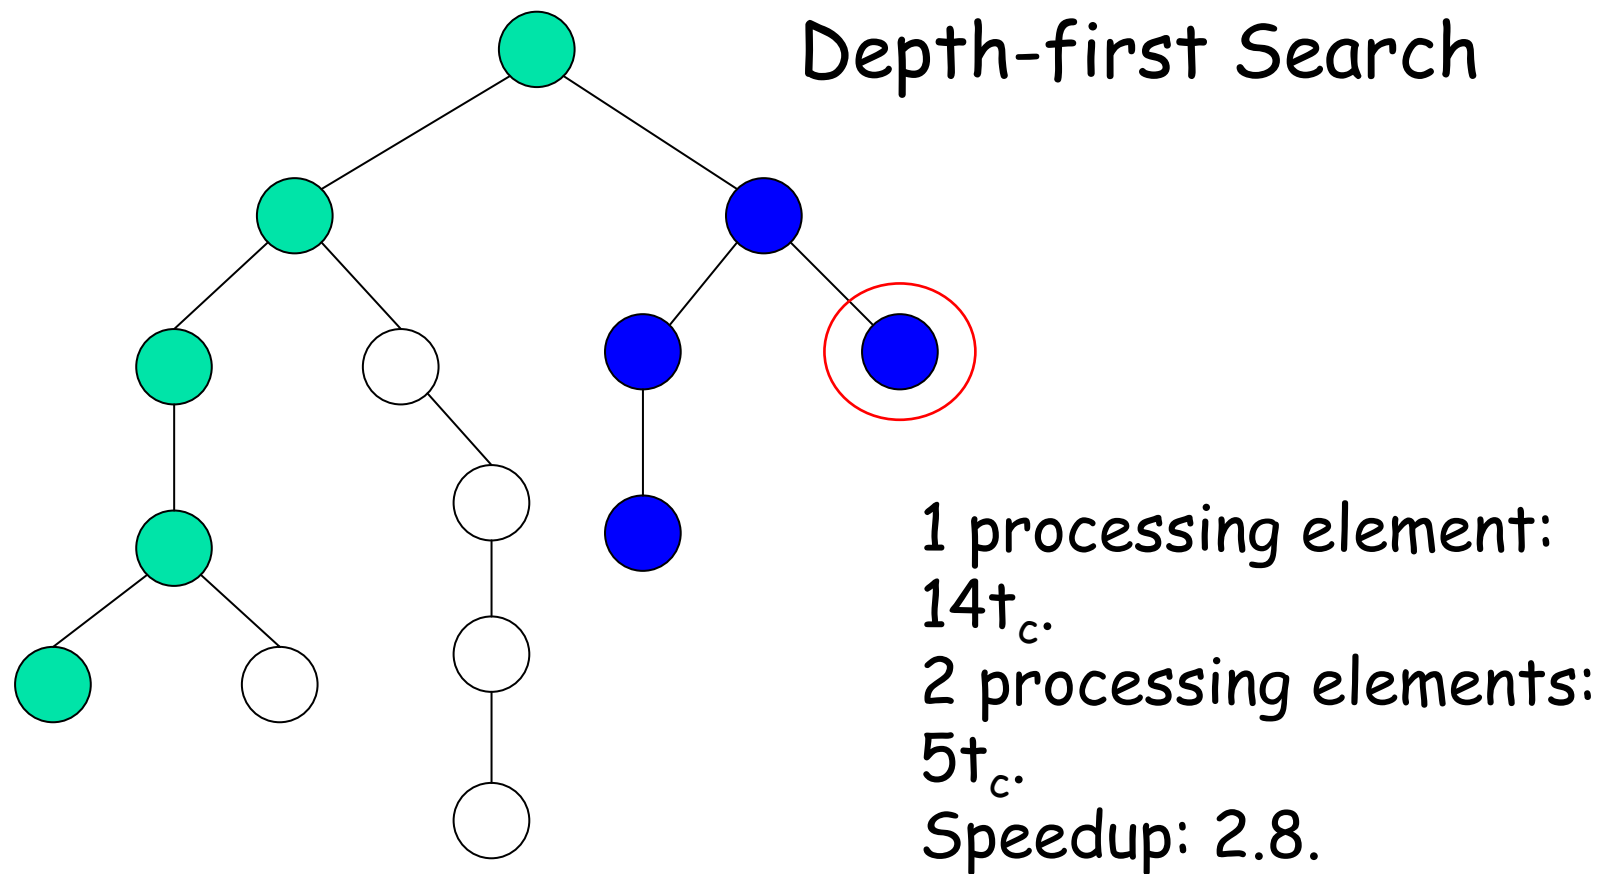 Depth-first Search
1 processing element:
14tc.
2 processing elements:
5tc.
Speedup: 2.8.